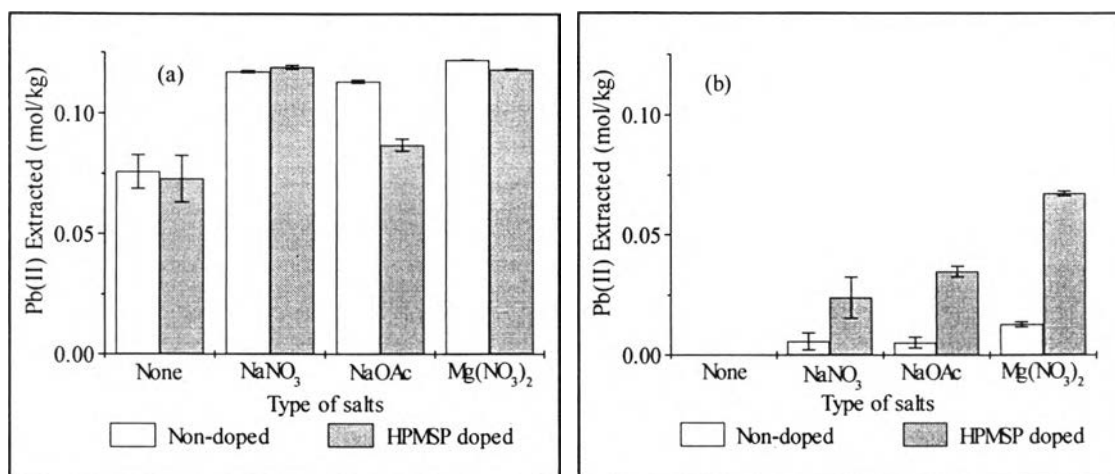 (a)
Pb(II) Extracted (mol/kg)
0.10
0.05
0.00
None NaNO₃ NaOAc Mg(NO₃)₂
Type of salts
Non-doped HPMSP doped
(b)
Pb(II) Extracted (mol/kg)
0.10
0.05
0.00
None NaNO₃ NaOAc Mg(NO₃)₂
Type of salts
Non-doped HPMSP doped